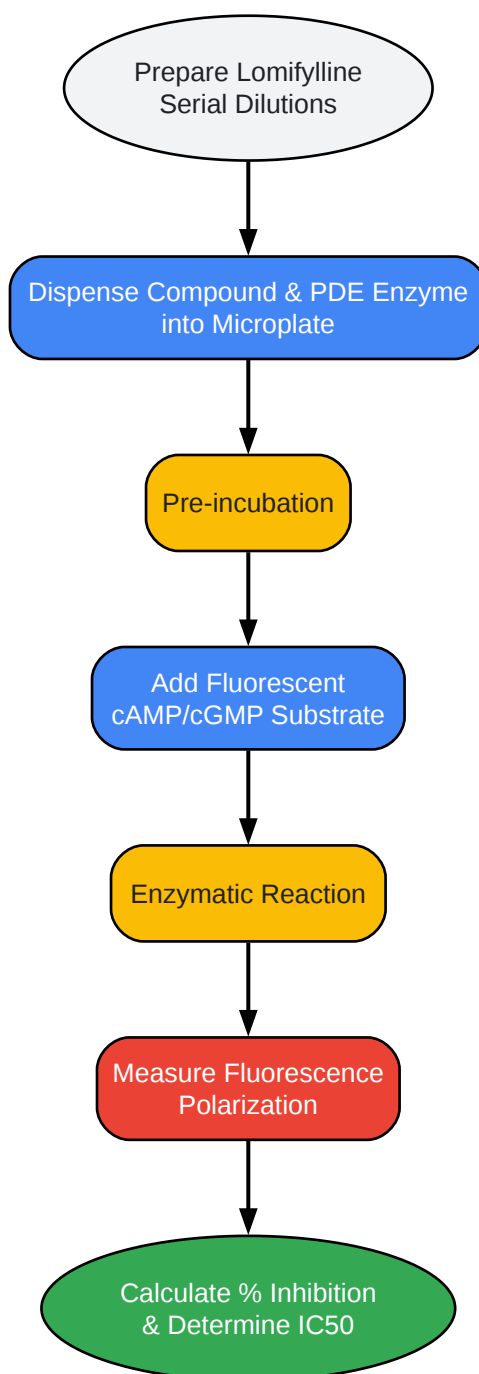 Prepare Lomifylline
Serial Dilutions
Dispense Compound & PDE Enzyme
into Microplate
Pre-incubation
Add Fluorescent
cAMP/cGMP Substrate
Enzymatic Reaction
Measure Fluorescence
Polarization
Calculate % Inhibition
& Determine IC50